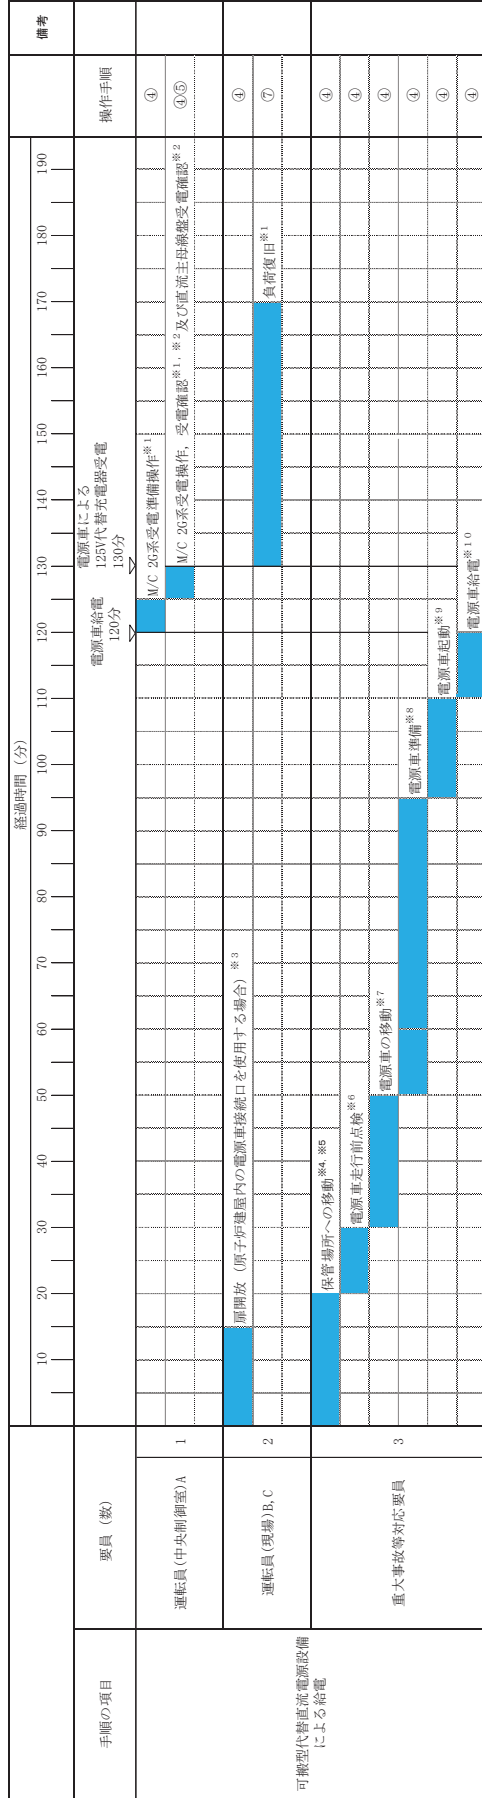 経過時間（分）
備考
10 20 30 40 50 60 70 80 90 100 110 120 130 140 150 160 170 180 190
手順の項目
要員（数）
電源車給電
120分
電源車による
125V代替充電器受電
130分
操作手順
可搬型代替直流電源設備
による給電
運転員(中央制御室)A
1
M/C 2G系受電準備操作※1
④
M/C 2G系受電操作，受電確認※1，※2及び直流主母線盤受電確認※2
④⑤
運転員(現場)B,C
2
扉開放（原子炉建屋内の電源車接続口を使用する場合）※3
④
負荷復旧※1
⑦
重大事故等対応要員
3
保管場所への移動※4，※5
④
電源車走行前点検※6
④
電源車の移動※7
④
電源車準備※8
④
電源車起動※9
④
電源車給電※10
④